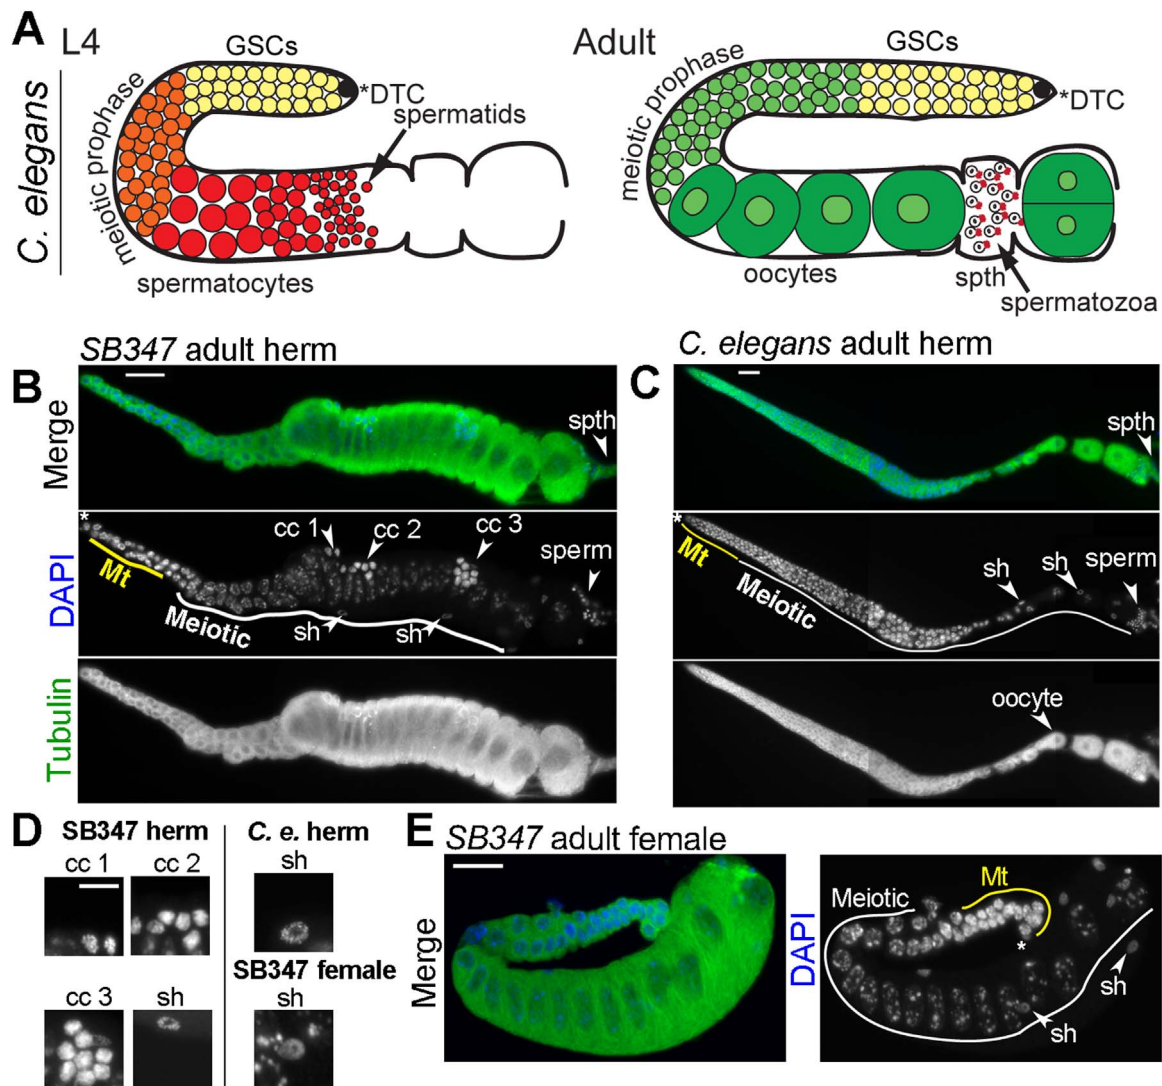 A
L4
GSCs
*DTC
meiotic prophase
spermatids
spermatocytes
C. elegans
Adult
GSCs
*DTC
meiotic prophase
oocytes
spth
spermatozoa
B
SB347 adult herm
Merge
spth
DAPI
*
Mt
Meiotic
cc 1
cc 2
cc 3
sperm
sh
sh
Tubulin
C
C. elegans adult herm
spth
*
Mt
Meiotic
sh
sh
sperm
oocyte
D
SB347 herm
cc 1
cc 2
cc 3
sh
C. e. herm
sh
SB347 female
sh
E
SB347 adult female
Merge
DAPI
Meiotic
Mt
*
sh
sh